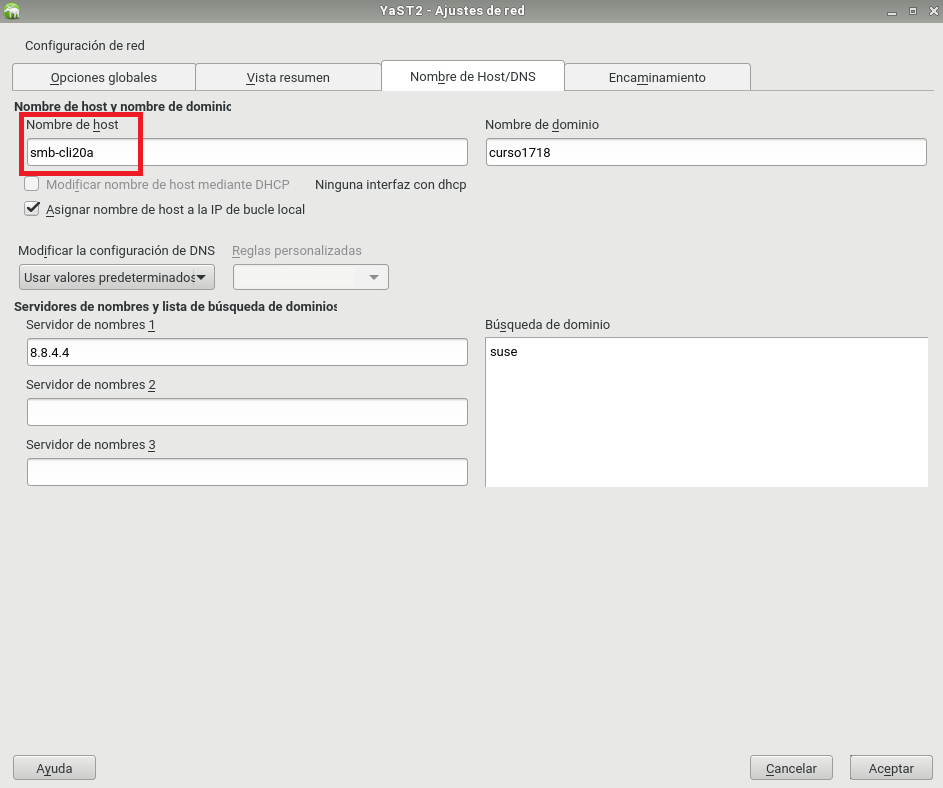 YaST2 - Ajustes de red
Configuración de red
Opciones globales
Vista resumen
Nombre de Host/DNS
Encaminamiento
Nombre de host y nombre de dominic
Nombre de host
Nombre de dominio
smb-cli20a
curso1718
Modificar nombre de host mediante DHCP
Ninguna interfaz con dhcp
Asignar nombre de host a la IP de bucle local
Modificar la configuración de DNS
Reglas personalizadas
Usar valores predeterminados
Servidores de nombres y lista de búsqueda de dominios
Servidor de nombres 1
Búsqueda de dominio
8.8.4.4
suse
Servidor de nombres 2
Servidor de nombres 3
Ayuda
Cancelar
Aceptar